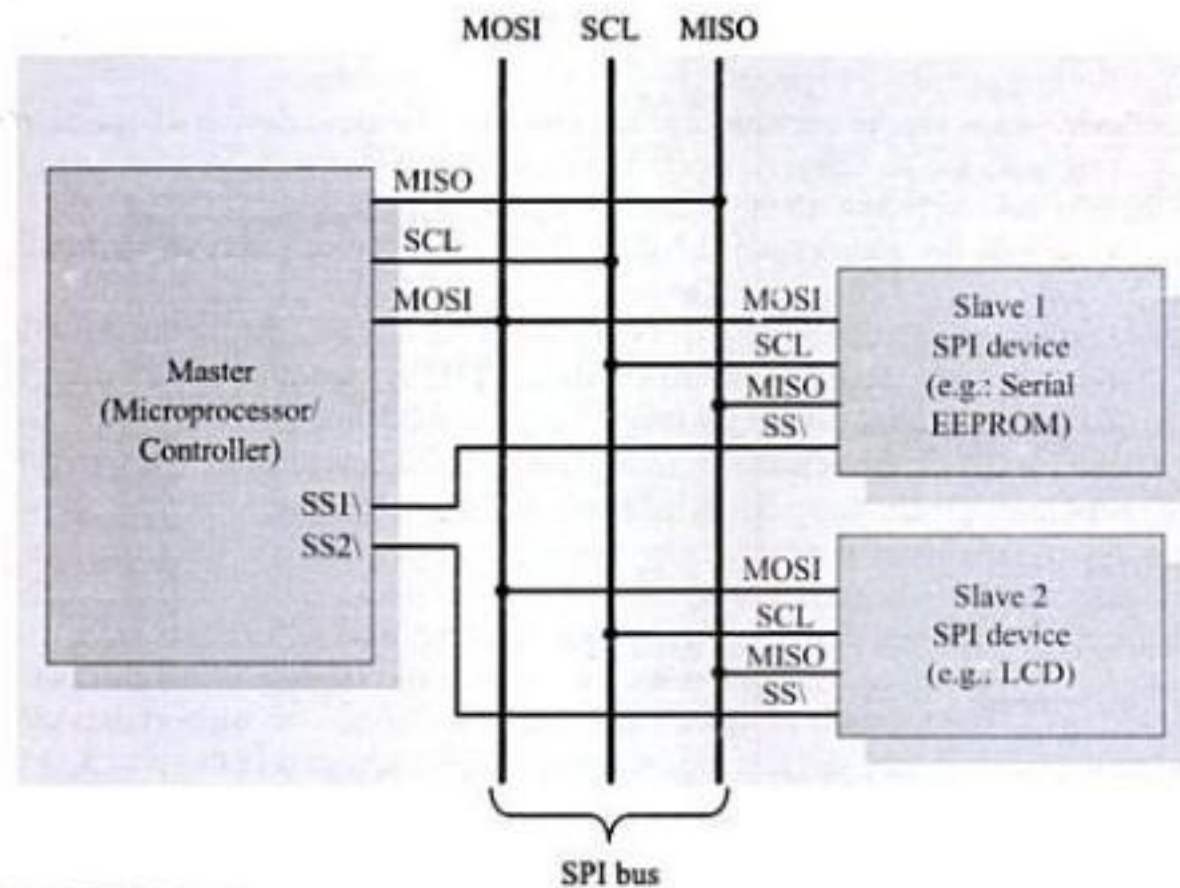 MOSI SCL MISO
MISO
SCL
MOSI
Master
(Microprocessor/
Controller)
SS1\
SS2\
MOSI
SCL
MISO
SS\
Slave 1
SPI device
(e.g.: Serial
EEPROM)
MOSI
SCL
MISO
SS\
Slave 2
SPI device
(e.g.: LCD)
SPI bus